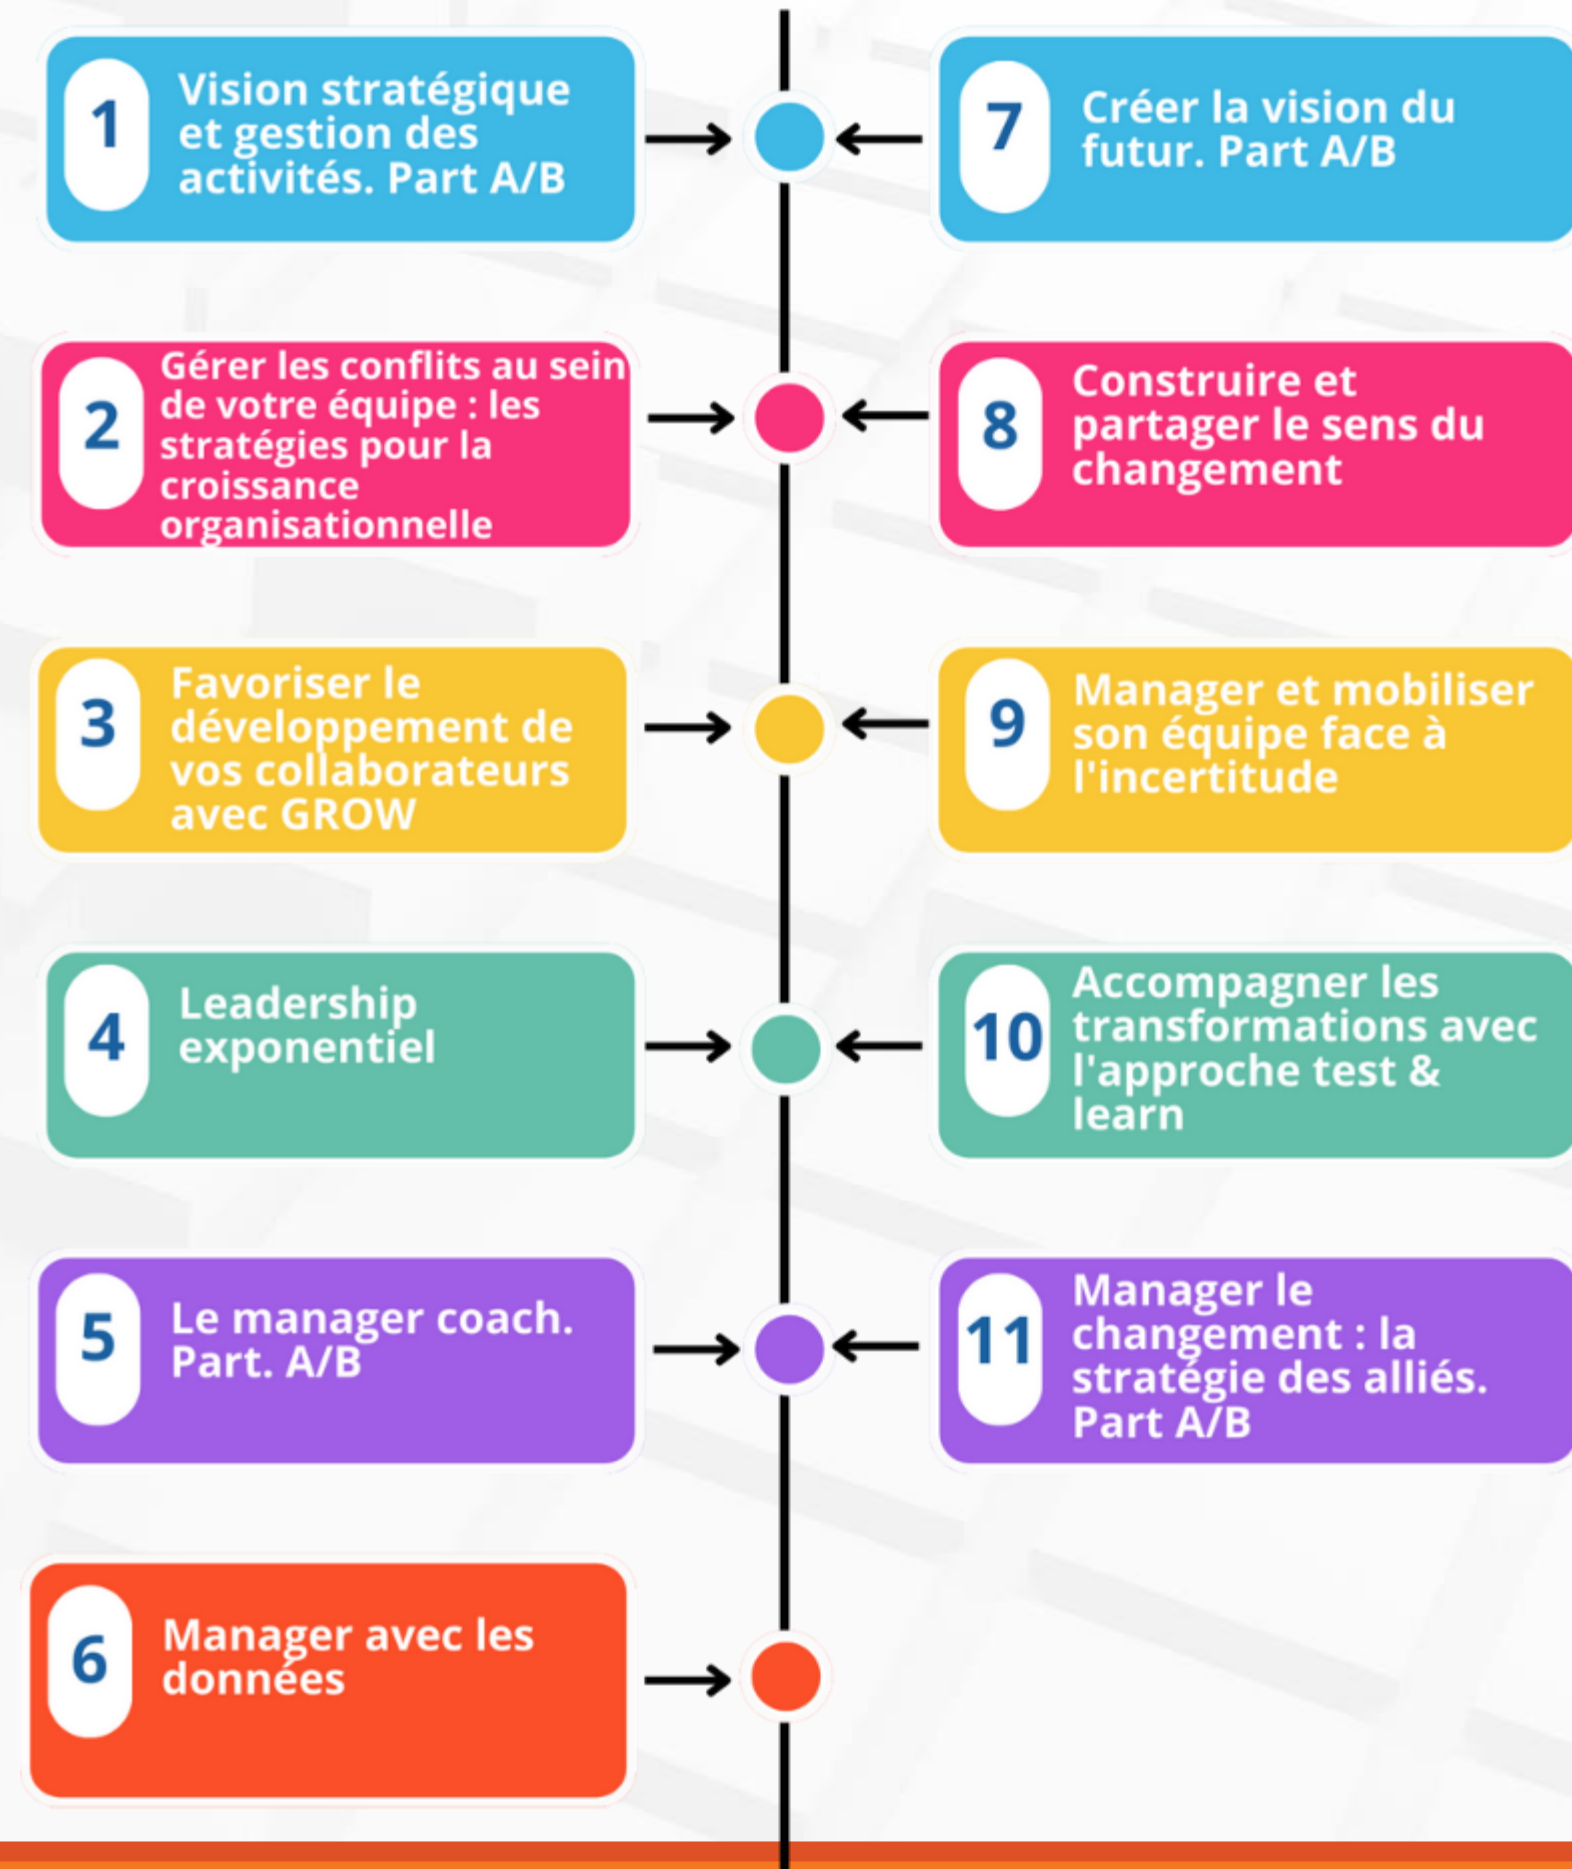 1
Vision stratégique
et gestion des
activités. Part A/B
2
Gérer les conflits au sein
de votre équipe : les
stratégies pour la
croissance
organisationnelle
3
Favoriser le
développement de
vos collaborateurs
avec GROW
4
Leadership
exponentiel
5
Le manager coach.
Part. A/B
6
Manager avec les
données
7
Créer la vision du
futur. Part A/B
8
Construire et
partager le sens du
changement
9
Manager et mobiliser
son équipe face à
l'incertitude
10
Accompagner les
transformations avec
l'approche test &
learn
11
Manager le
changement : la
stratégie des alliés.
Part A/B